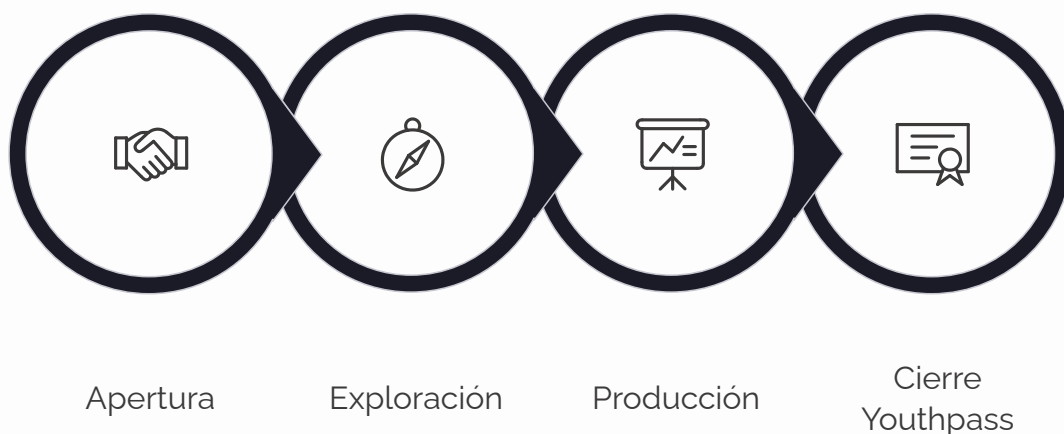 Apertura
Exploración
Producción
Cierre
Youthpass